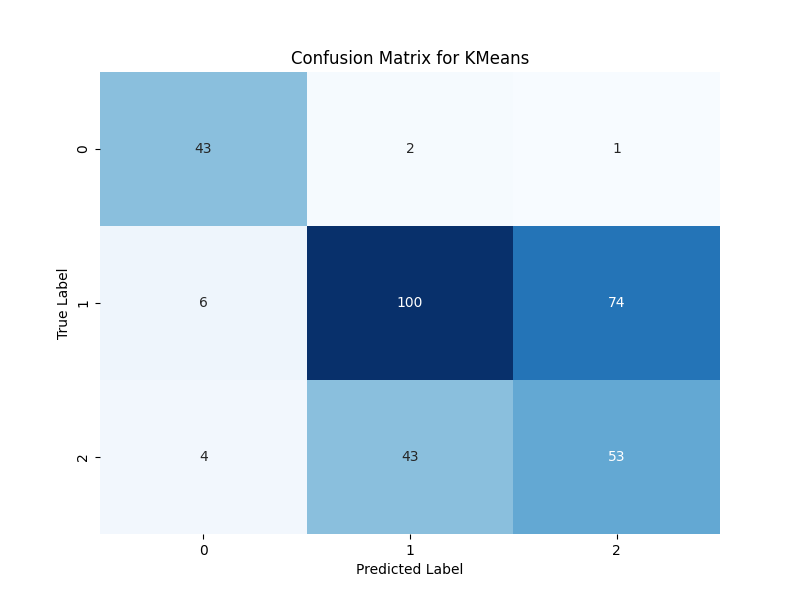 Confusion Matrix for KMeans
True Label
0 43 2 1
1 6 100 74
2 4 43 53
0 1 2
Predicted Label